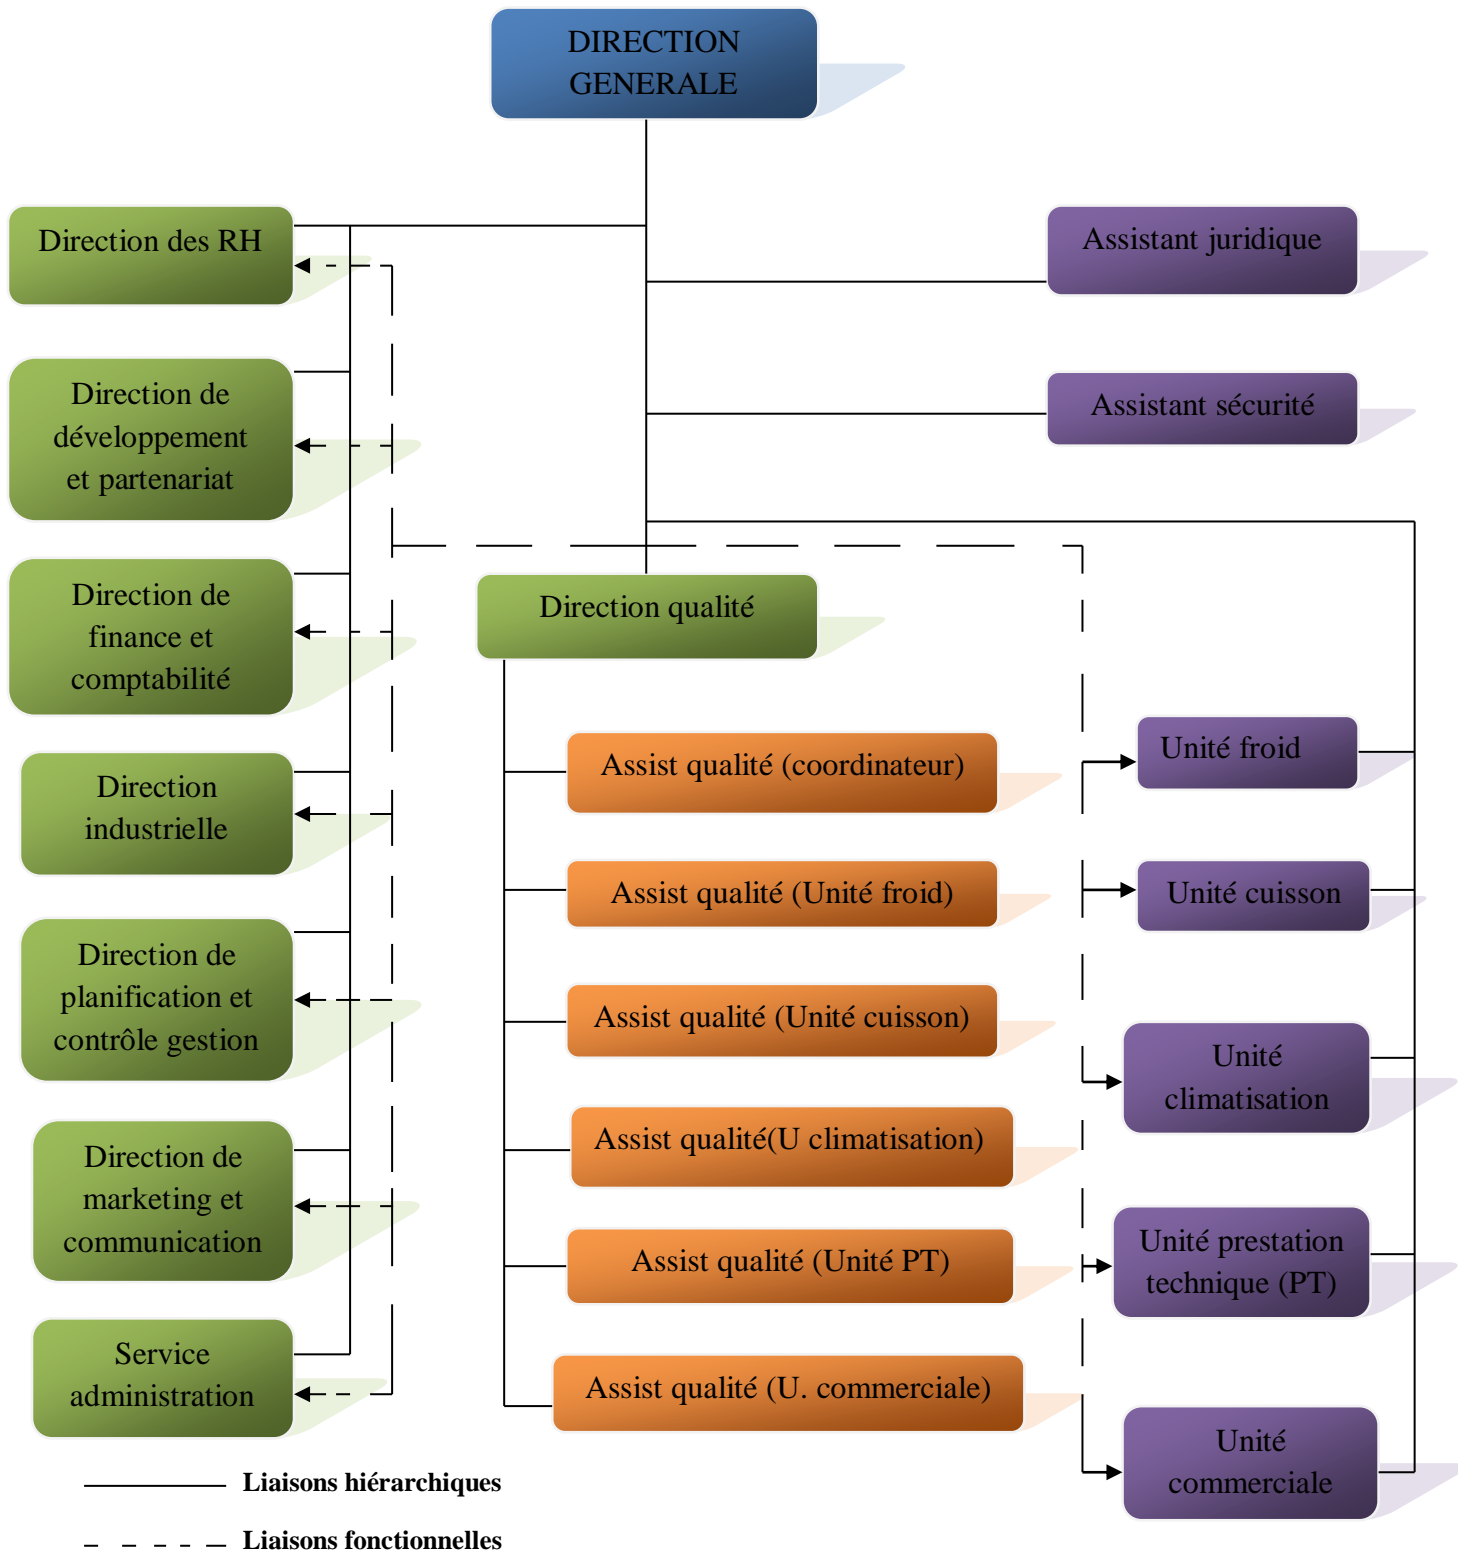 DIRECTION
GENERALE
Direction des RH
Assistant juridique
Direction de
développement
et partenariat
Assistant sécurité
Direction de
finance et
comptabilité
Direction qualité
Direction
industrielle
Assist qualité (coordinateur)
Unité froid
Assist qualité (Unité froid)
Unité cuisson
Direction de
planification et
contrôle gestion
Assist qualité (Unité cuisson)
Unité
climatisation
Direction de
marketing et
communication
Assist qualité(U climatisation)
Assist qualité (Unité PT)
Unité prestation
technique (PT)
Service
administration
Assist qualité (U. commerciale)
Unité
commerciale
Liaisons hiérarchiques
Liaisons fonctionnelles